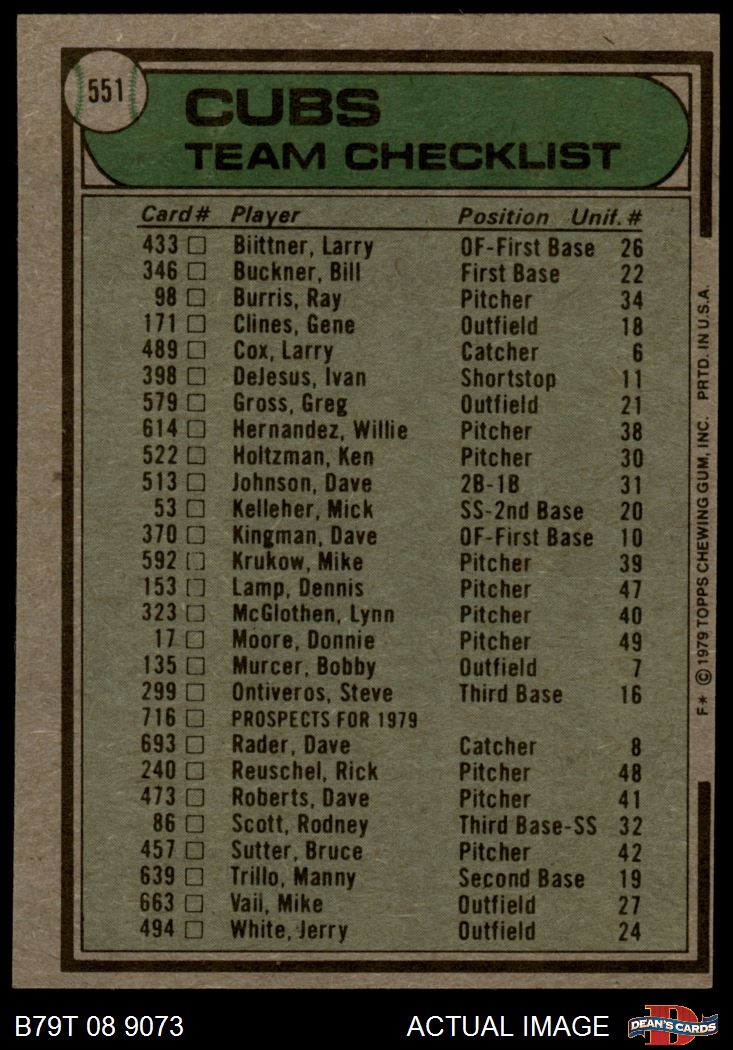 551
CUBS
TEAM CHECKLIST
Card# Player Position Unif. #
433 Biittner, Larry OF-First Base 26
346 Buckner, Bill First Base 22
98 Burris, Ray Pitcher 34
171 Clines, Gene Outfield 18
489 Cox, Larry Catcher 6
398 DeJesus, Ivan Shortstop 11
579 Gross, Greg Outfield 21
614 Hernandez, Willie Pitcher 38
522 Holtzman, Ken Pitcher 30
513 Johnson, Dave 2B-1B 31
53 Kelleher, Mick SS-2nd Base 20
370 Kingman, Dave OF-First Base 10
592 Krukow, Mike Pitcher 39
153 Lamp, Dennis Pitcher 47
323 McGlothen, Lynn Pitcher 40
17 Moore, Donnie Pitcher 49
135 Murcer, Bobby Outfield 7
299 Ontiveros, Steve Third Base 16
716 PROSPECTS FOR 1979
693 Rader, Dave Catcher 8
240 Reuschel, Rick Pitcher 48
473 Roberts, Dave Pitcher 41
86 Scott, Rodney Third Base-SS 32
457 Sutter, Bruce Pitcher 42
639 Trillo, Manny Second Base 19
663 Vail, Mike Outfield 27
494 White, Jerry Outfield 24
F* © 1979 TOPPS CHEWING GUM, INC. PRTD. IN U.S.A.
B79T 08 9073 ACTUAL IMAGE DEAN'S CARDS